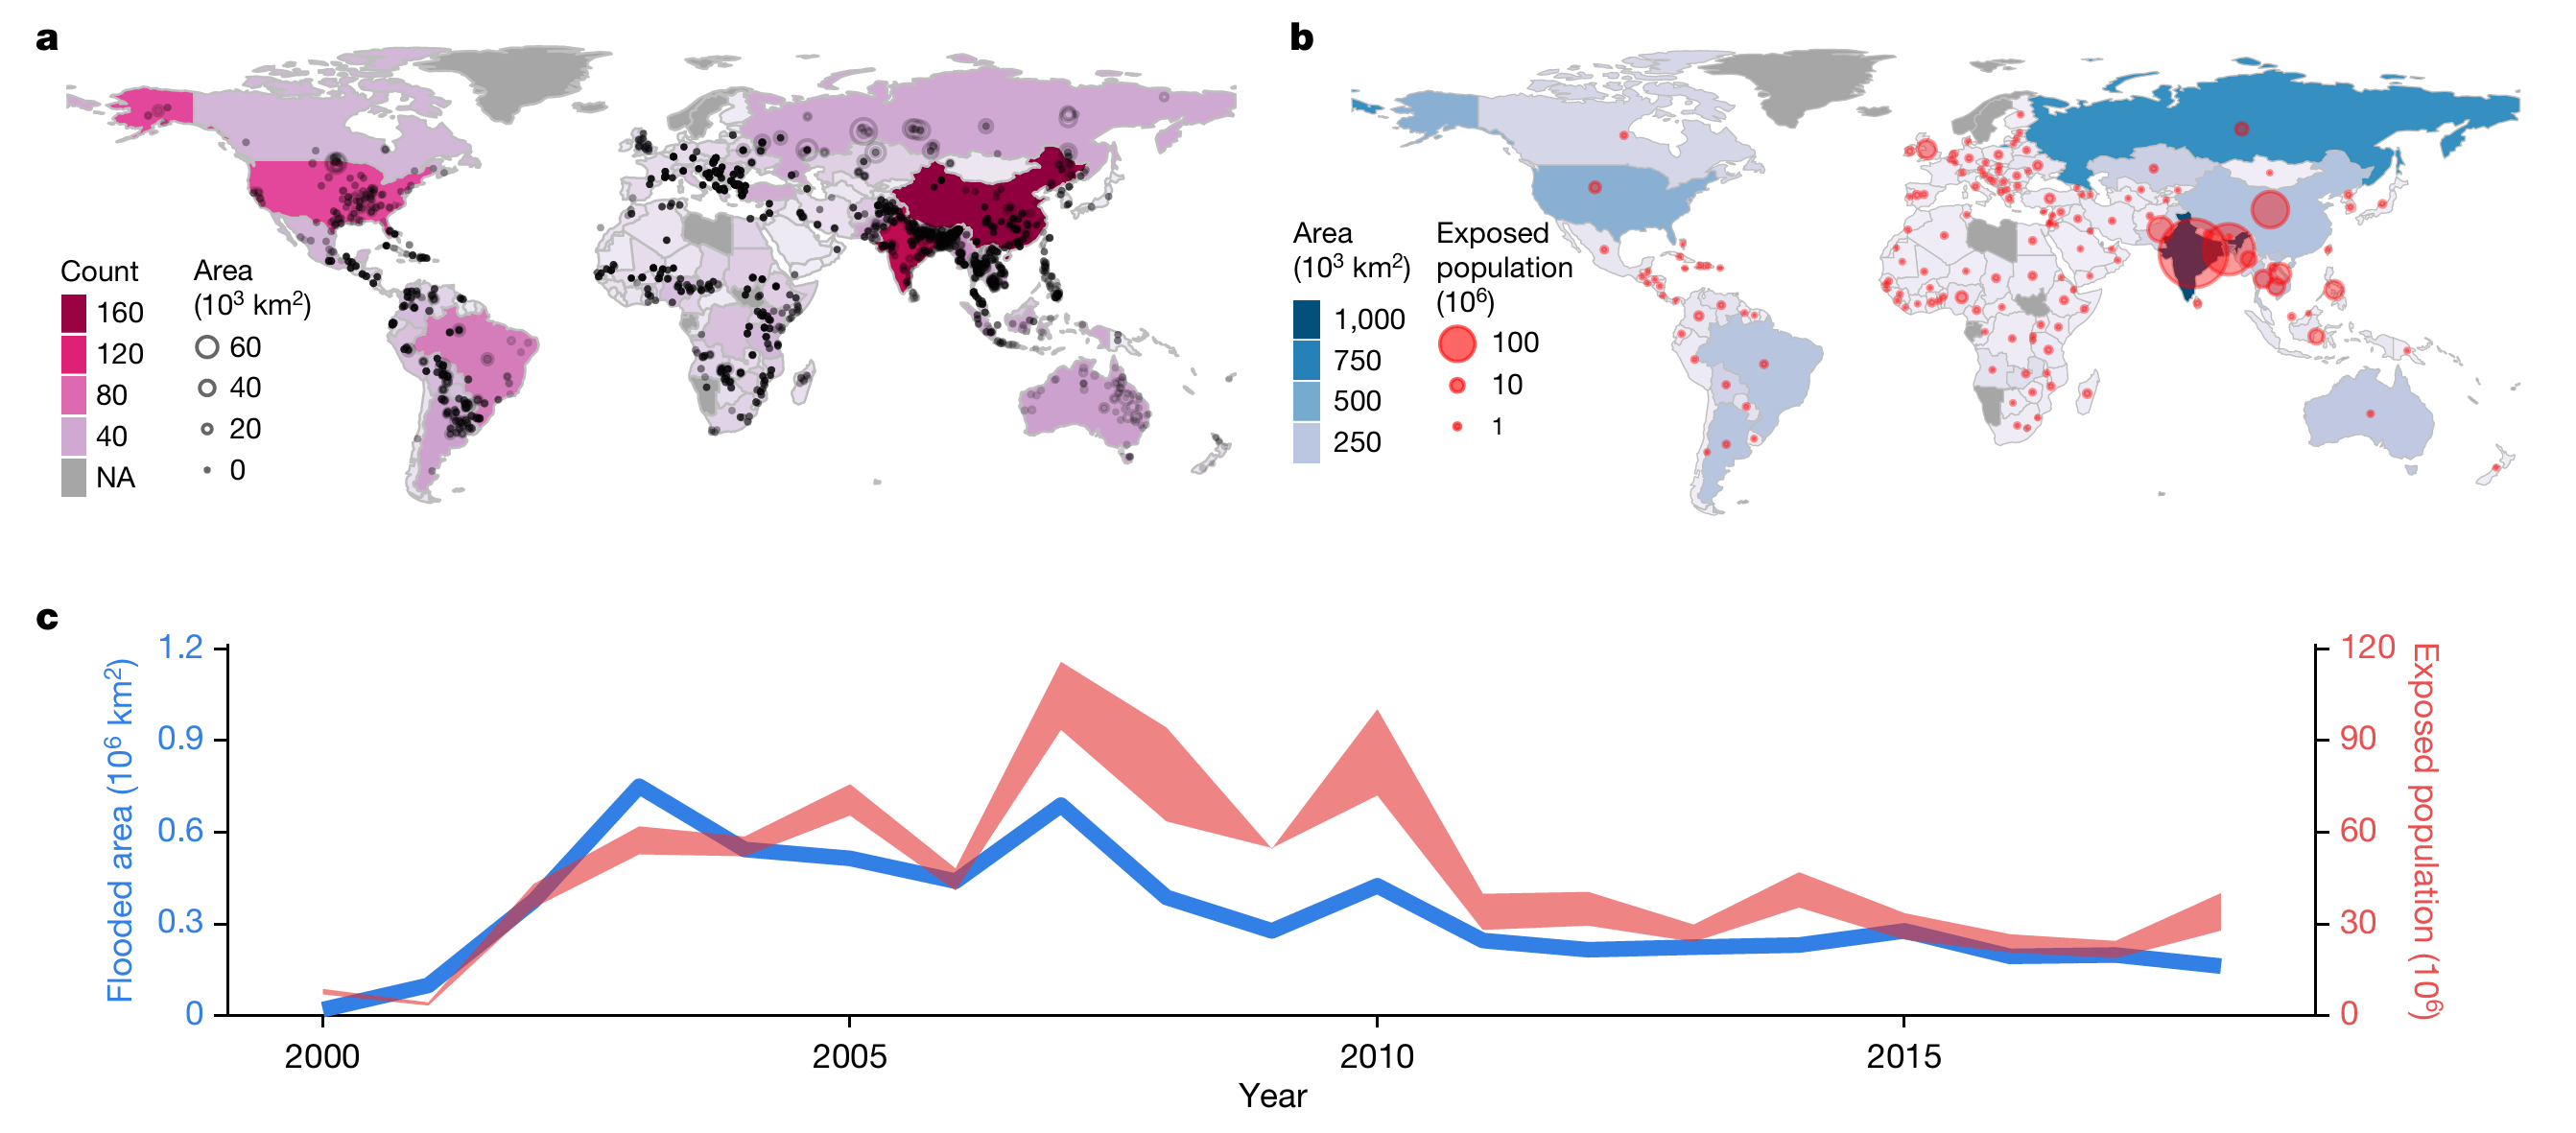 a
Count
160
120
80
40
NA
Area
(10³ km²)
60
40
20
0
b
Area
(10³ km²)
1,000
750
500
250
Exposed
population
(10⁶)
100
10
1
c
Flooded area (10⁶ km²)
1.2
0.9
0.6
0.3
0
120
90
60
30
0
Exposed population (10⁶)
2000 2005 2010 2015
Year